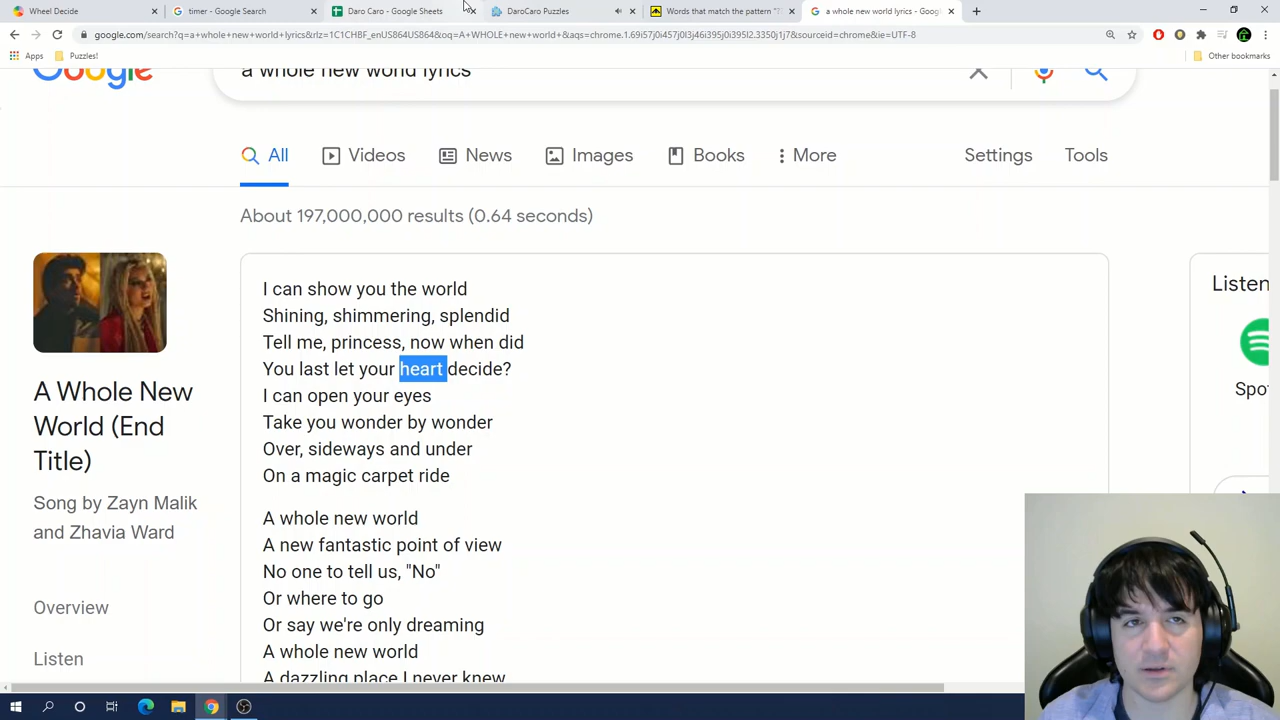 Wheel Decide
timer - Google Search
Daro Caro - Google Sheets
DaroCaro Puzzles
Words that match the pattern "?
a whole new world lyrics - Goog
google.com/search?q=a+whole+new+world+lyrics&rlz=1C1CHBF_enUS864US864&oq=A+WHOLE+new+world+&aqs=chrome.1.69i57j0i457j0l3j46i395j0i395l2.3350j1j7&sourceid=chrome&ie=UTF-8
Apps
Puzzles!
Other bookmarks
Google
a whole new world lyrics
All
Videos
News
Images
Books
More
Settings
Tools
About 197,000,000 results (0.64 seconds)
I can show you the world
Shining, shimmering, splendid
Tell me, princess, now when did
You last let your heart decide?
I can open your eyes
Take you wonder by wonder
Over, sideways and under
On a magic carpet ride
A whole new world
A new fantastic point of view
No one to tell us, "No"
Or where to go
Or say we're only dreaming
A whole new world
A dazzling place I never knew
A Whole New
World (End
Title)
Song by Zayn Malik
and Zhavia Ward
Overview
Listen
Listen
Spo